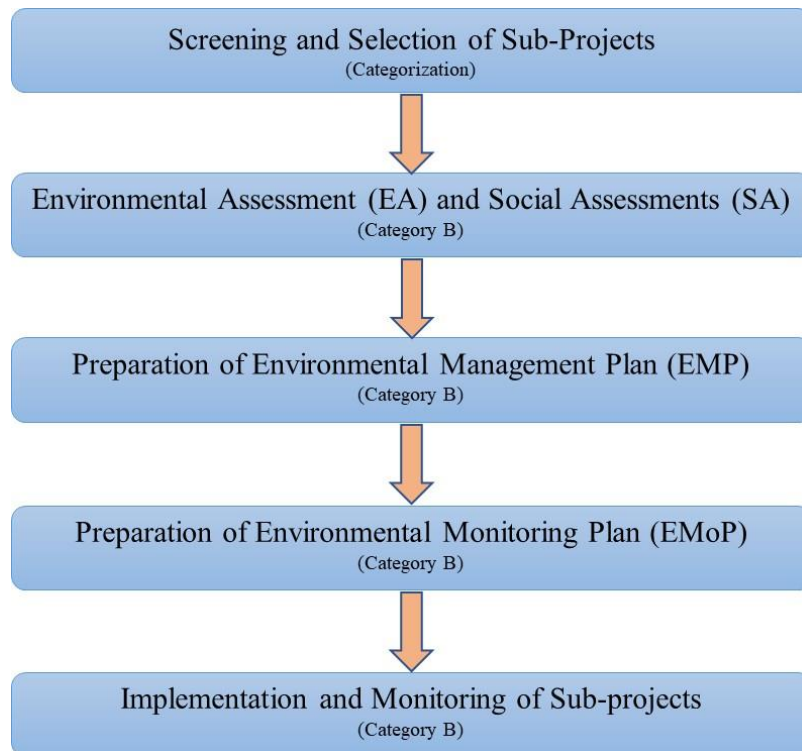 Screening and Selection of Sub-Projects
(Categorization)
Environmental Assessment (EA) and Social Assessments (SA)
(Category B)
Preparation of Environmental Management Plan (EMP)
(Category B)
Preparation of Environmental Monitoring Plan (EMoP)
(Category B)
Implementation and Monitoring of Sub-projects
(Category B)